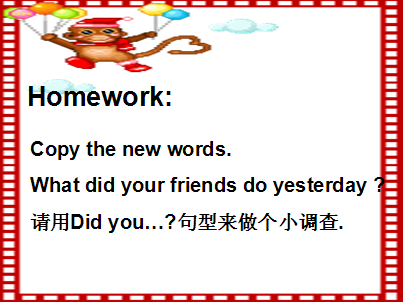 Homework:
Copy the new words.
What did your friends do yesterday ?
请用Did you…?句型来做个小调查.